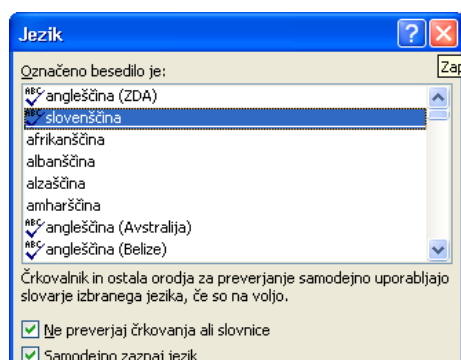 Jezik
Označeno besedilo je:
angleščina (ZDA)
slovenščina
afrikanščina
albanščina
alzaščina
amharščina
angleščina (Avstralija)
angleščina (Belize)
Črkovalnik in ostala orodja za preverjanje samodejno uporabljajo
slovarje izbranega jezika, če so na voljo.
Ne preverjaj črkovanja ali slovnice
Samodejno zaznaj jezik